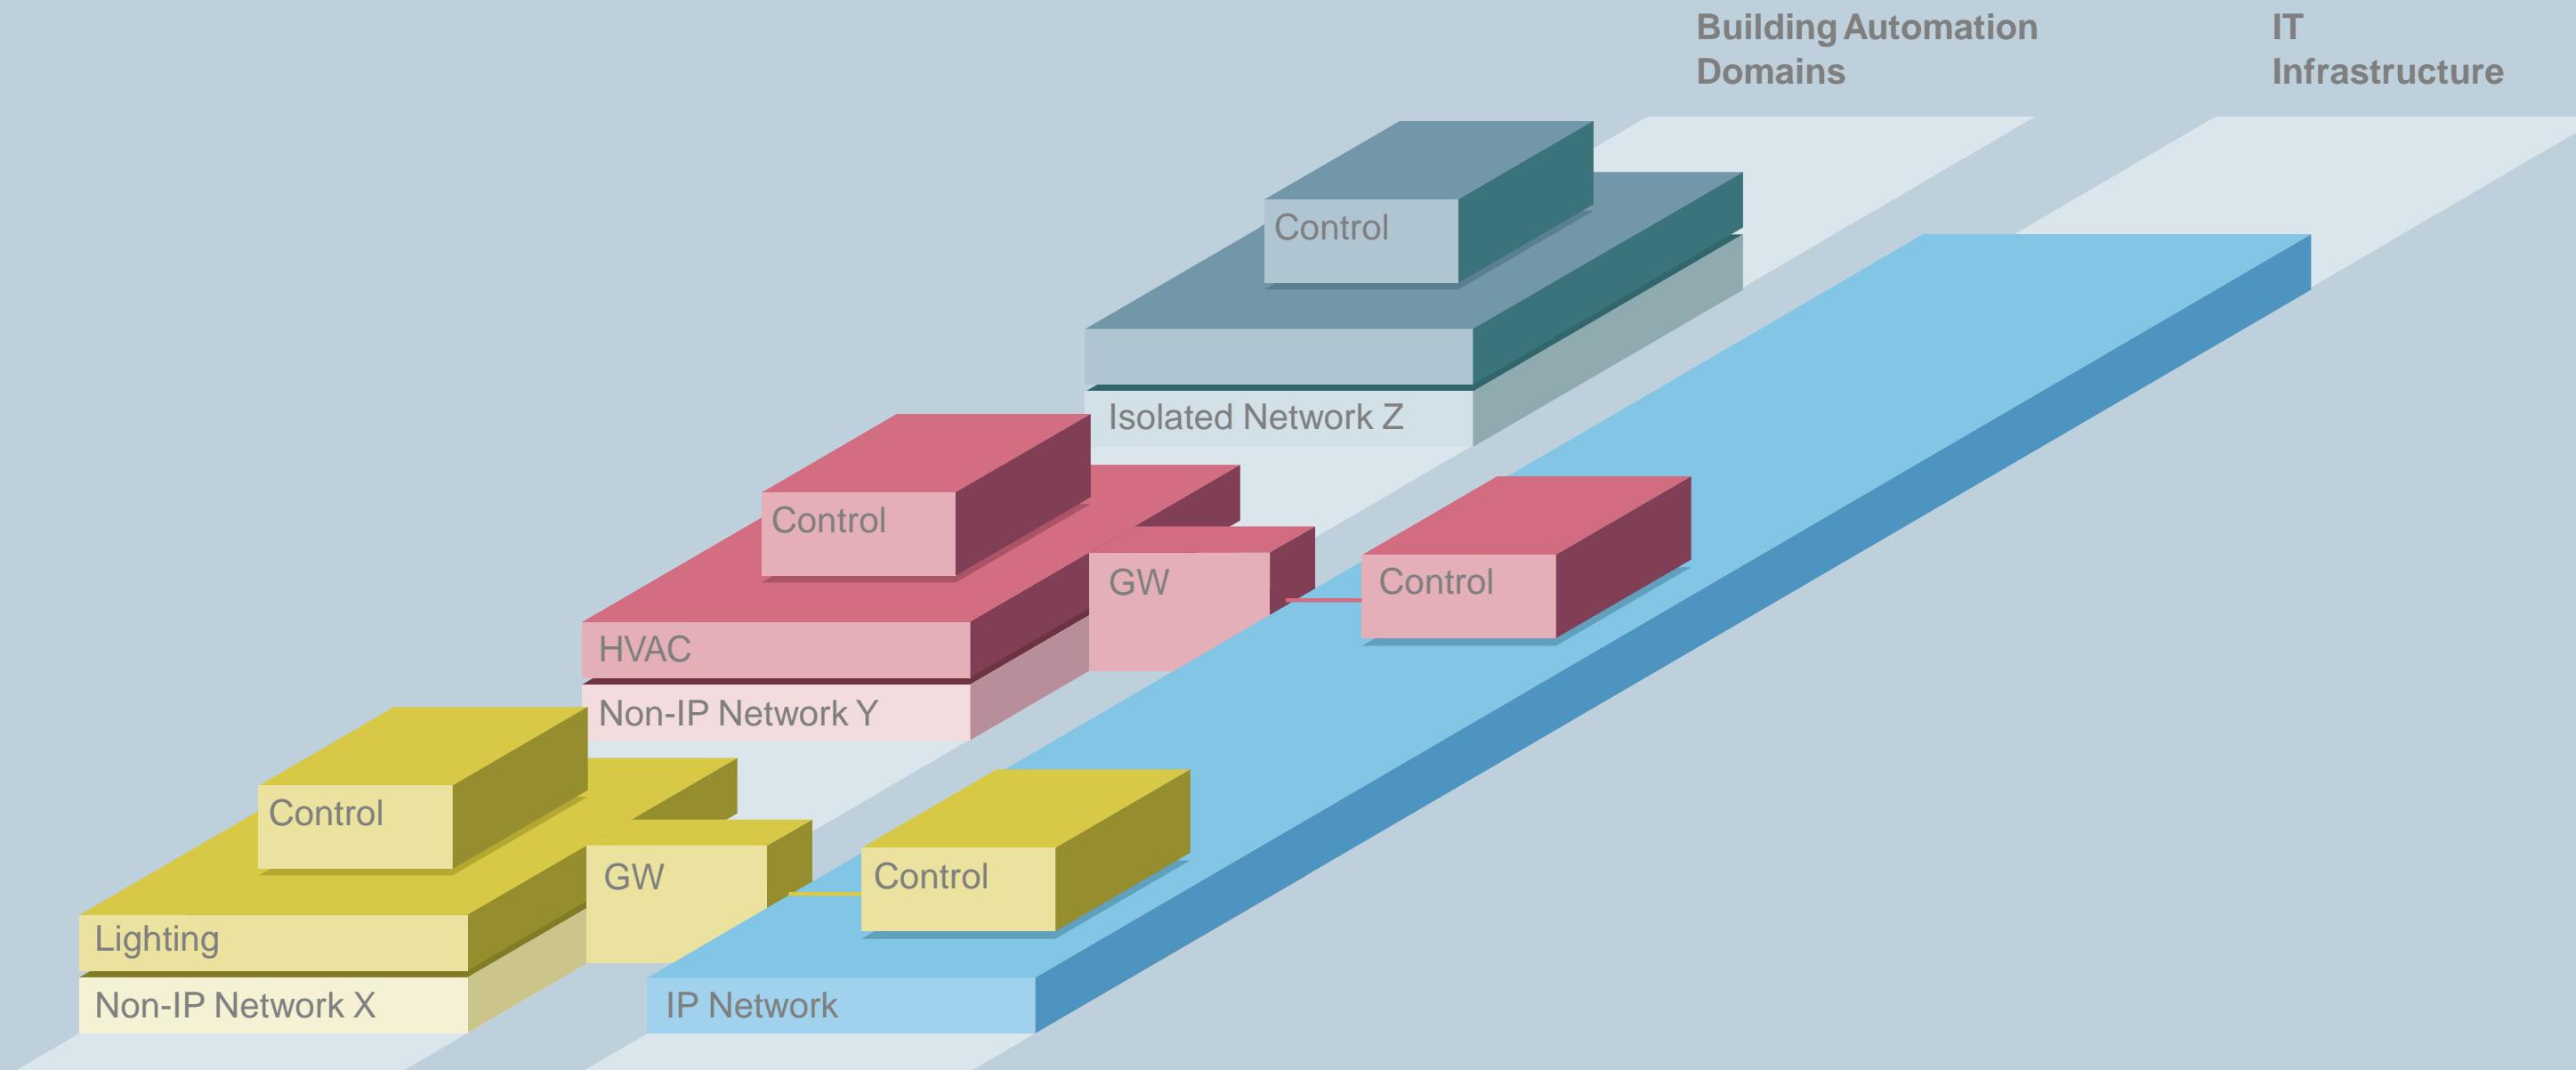 Building Automation
Domains
IT
Infrastructure
Control
Isolated Network Z
Control
GW
Control
HVAC
Non-IP Network Y
Control
GW
Control
Lighting
Non-IP Network X
IP Network